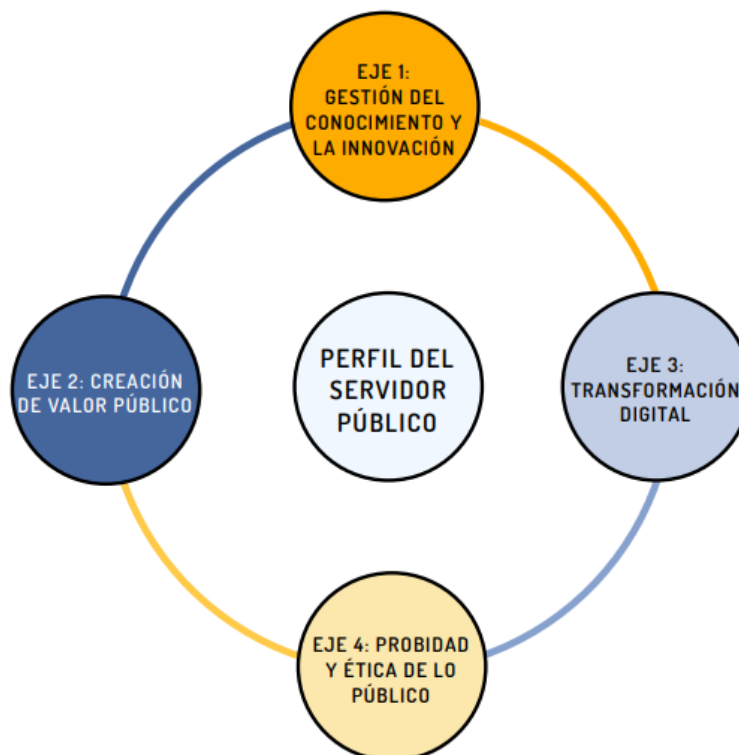 EJE 1:
GESTIÓN DEL
CONOCIMIENTO Y
LA INNOVACIÓN
EJE 2: CREACIÓN
DE VALOR PÚBLICO
PERFIL DEL
SERVIDOR
PÚBLICO
EJE 3:
TRANSFORMACIÓN
DIGITAL
EJE 4: PROBIDAD
Y ÉTICA DE LO
PÚBLICO